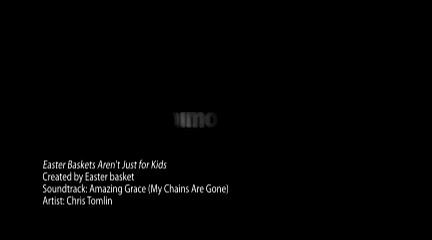 Easter Baskets Aren't Just for Kids
Created by Easter basket
Soundtrack: Amazing Grace (My Chains Are Gone)
Artist: Chris Tomlin